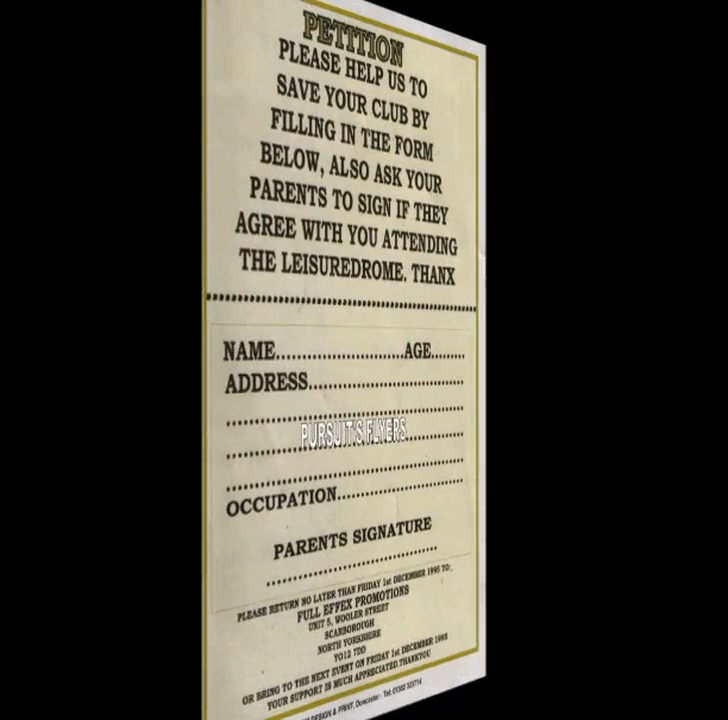 PETITION
PLEASE HELP US TO
SAVE YOUR CLUB BY
FILLING IN THE FORM
BELOW, ALSO ASK YOUR
PARENTS TO SIGN IF THEY
AGREE WITH YOU ATTENDING
THE LEISUREDROME. THANX
NAME..........................AGE.......
ADDRESS................................
PURSUIT'S FLYERS
OCCUPATION..........................
PARENTS SIGNATURE
PLEASE RETURN NO LATER THAN FRIDAY 1st DECEMBER 1995 TO:
FULL EFFEX PROMOTIONS
UNIT 5, WOOLER STREET
SCARBOROUGH
NORTH YORKSHIRE
YO12 7DD
OR BRING TO THE NEXT EVENT ON FRIDAY 1st DECEMBER 1995
YOUR SUPPORT IS MUCH APPRECIATED.THANKYOU
DESIGN & PRINT, Doncaster - Tel: 01302